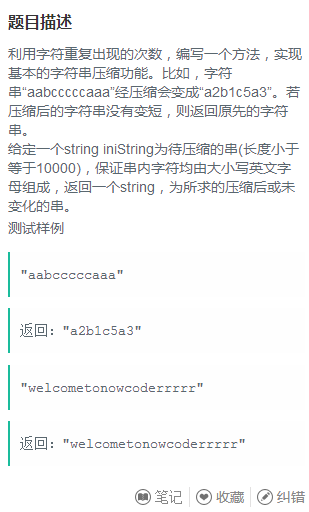 题目描述
利用字符重复出现的次数，编写一个方法，实现
基本的字符串压缩功能。比如，字符
串“aabcccccaaa”经压缩会变成“a2b1c5a3”。若
压缩后的字符串没有变短，则返回原先的字符
串。
给定一个string iniString为待压缩的串(长度小于
等于10000)，保证串内字符均由大小写英文字
母组成，返回一个string，为所求的压缩后或未
变化的串。
测试样例
"aabcccccaaa"
返回："a2b1c5a3"
"welcometonowcoderrrrr"
返回："welcometonowcoderrrrr"
笔记 收藏 纠错